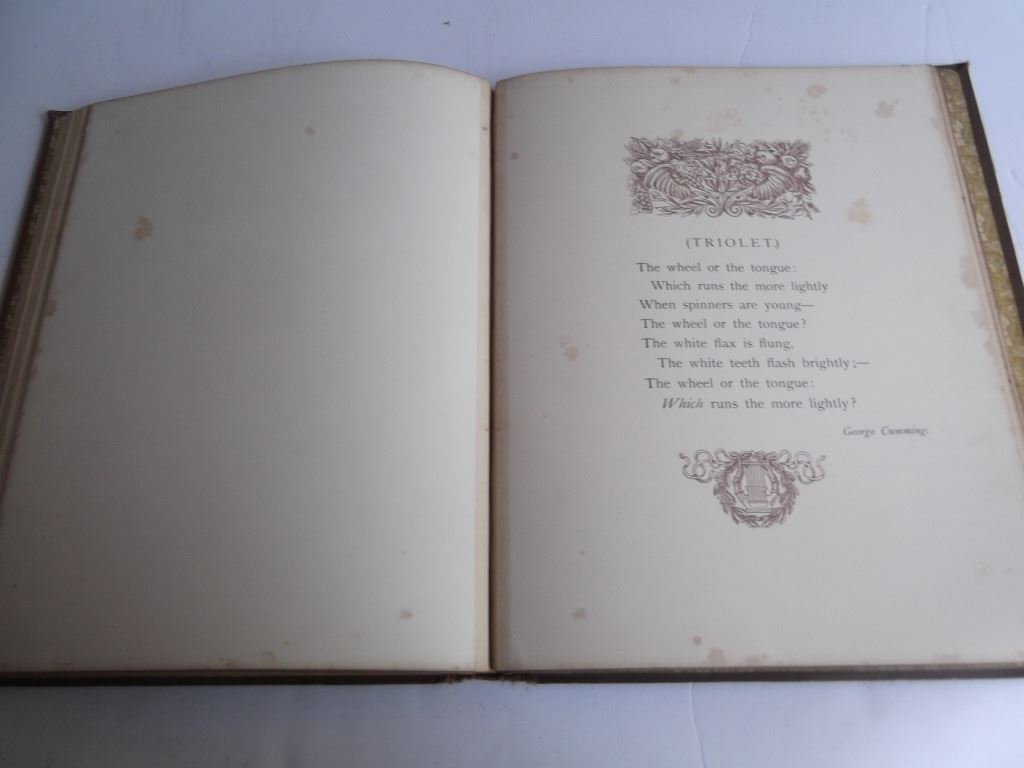 (TRIOLET.)
The wheel or the tongue:
Which runs the more lightly
When spinners are young—
The wheel or the tongue?
The white flax is flung,
The white teeth flash brightly;—
The wheel or the tongue:
Which runs the more lightly?
George Cumming.